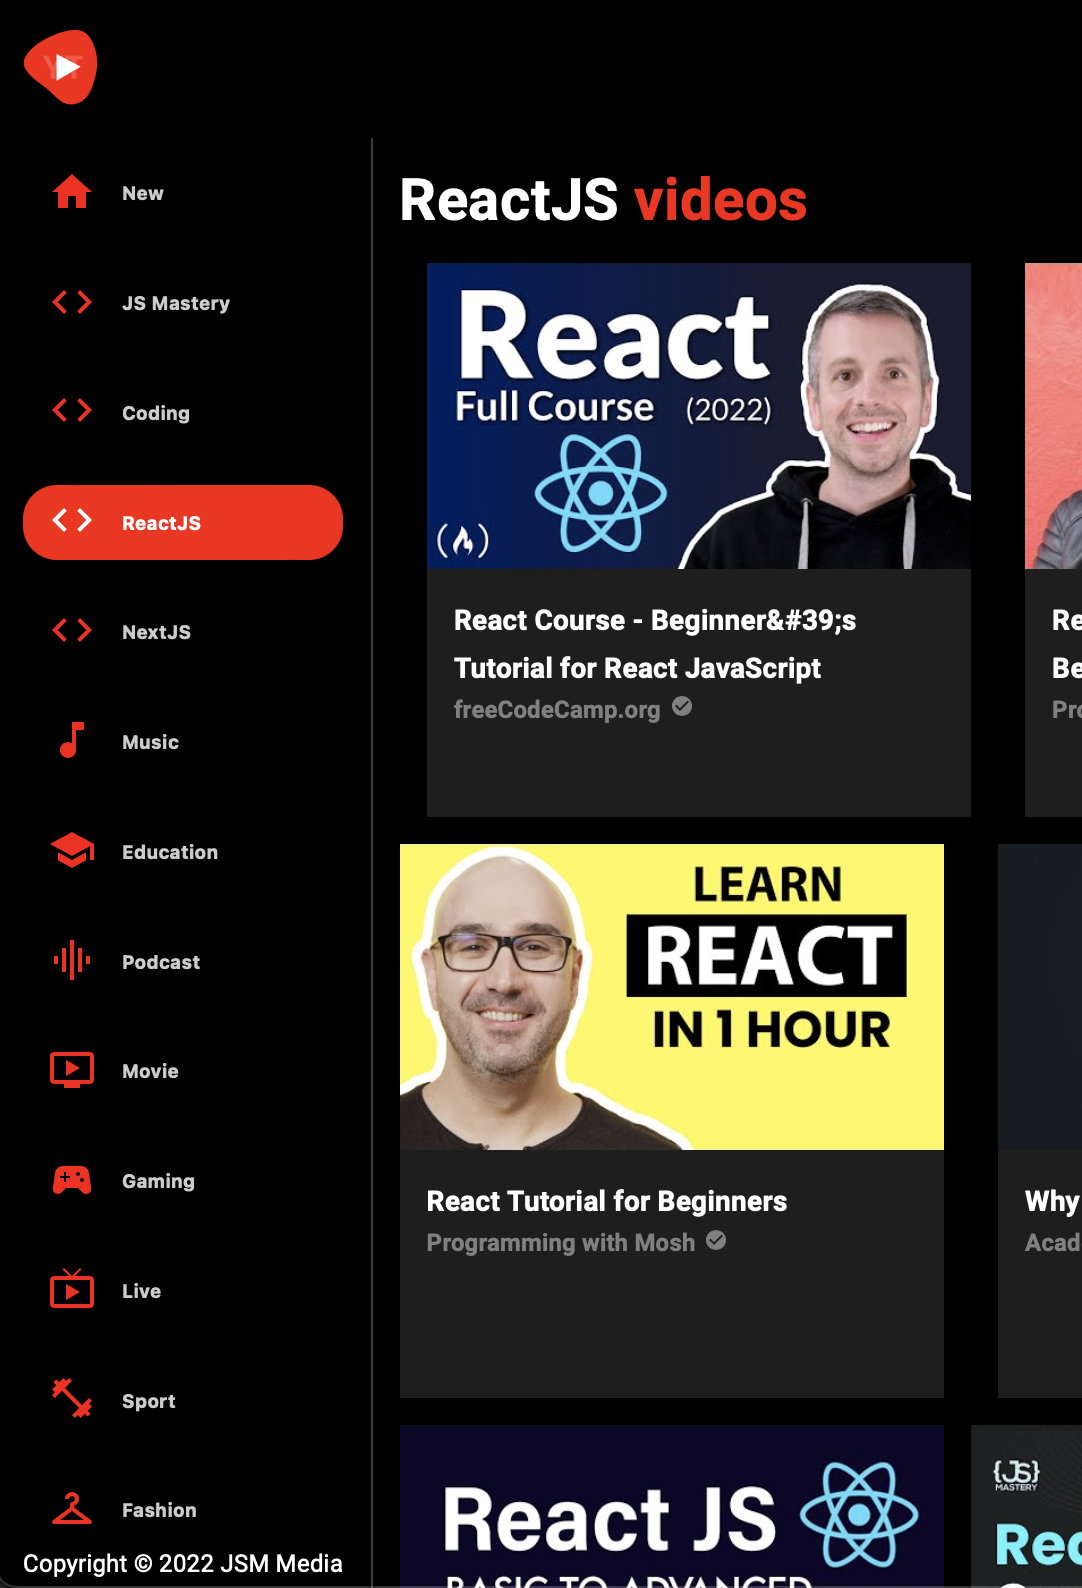 YT
New
JS Mastery
Coding
ReactJS
NextJS
Music
Education
Podcast
Movie
Gaming
Live
Sport
Fashion
Copyright © 2022 JSM Media
ReactJS videos
React
Full Course (2022)
React Course - Beginner&#39;s
Tutorial for React JavaScript
freeCodeCamp.org
Re
Be
Pro
LEARN
REACT
IN 1 HOUR
React Tutorial for Beginners
Programming with Mosh
Why
Acad
React JS
BASIC TO ADVANCED
{JS}
MASTERY
Rea